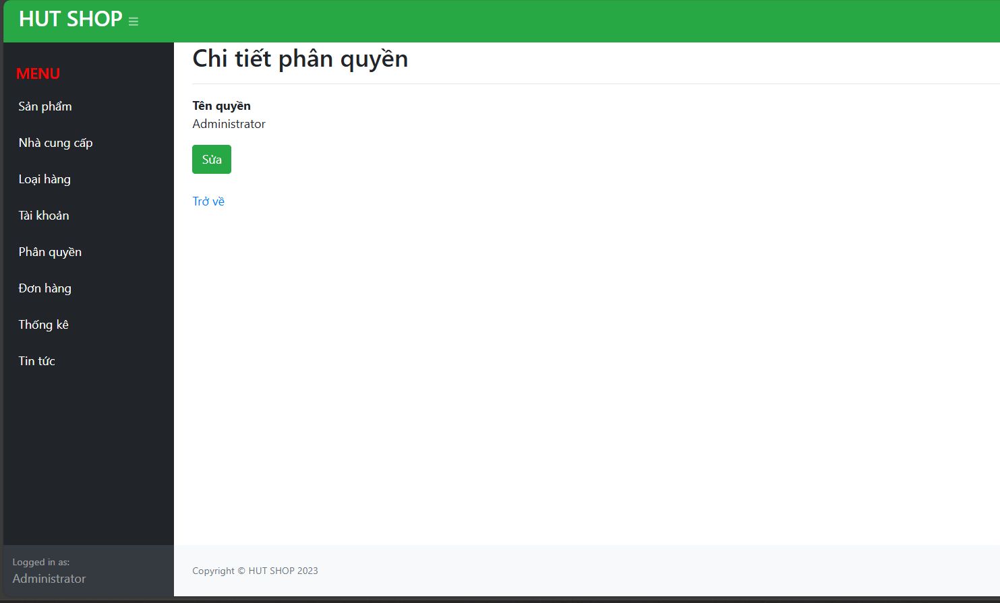 HUT SHOP
MENU
Sản phẩm
Nhà cung cấp
Loại hàng
Tài khoản
Phân quyền
Đơn hàng
Thống kê
Tin tức
Logged in as:
Administrator
Chi tiết phân quyền
Tên quyền
Administrator
Sửa
Trở về
Copyright © HUT SHOP 2023